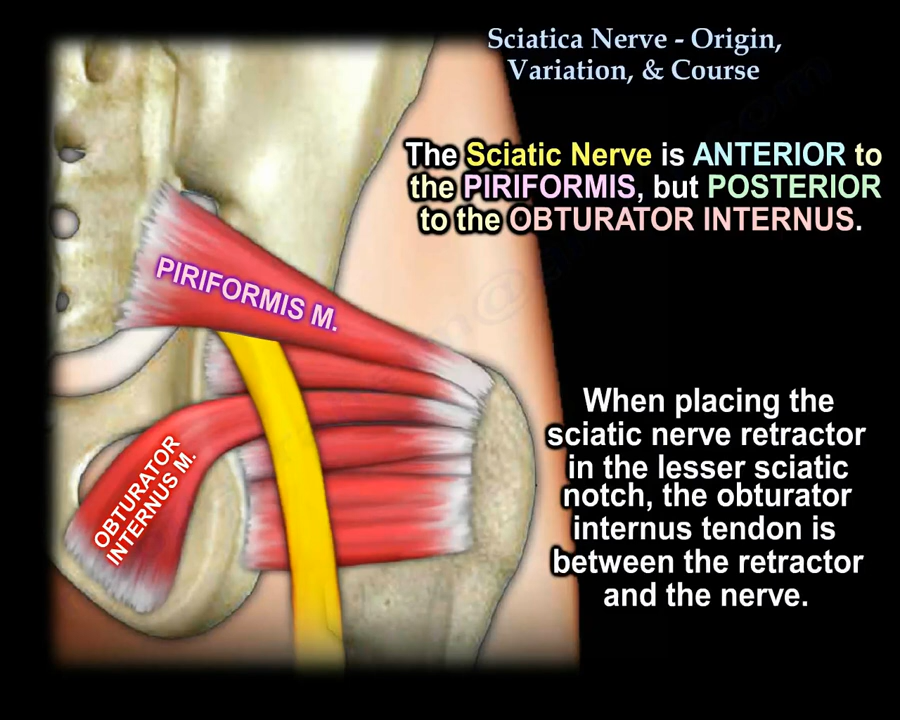 Sciatica Nerve - Origin,
Variation, & Course
The Sciatic Nerve is ANTERIOR to
the PIRIFORMIS, but POSTERIOR
to the OBTURATOR INTERNUS.
PIRIFORMIS M.
When placing the
sciatic nerve retractor
in the lesser sciatic
notch, the obturator
internus tendon is
between the retractor
and the nerve.
OBTURATOR
INTERNUS M.